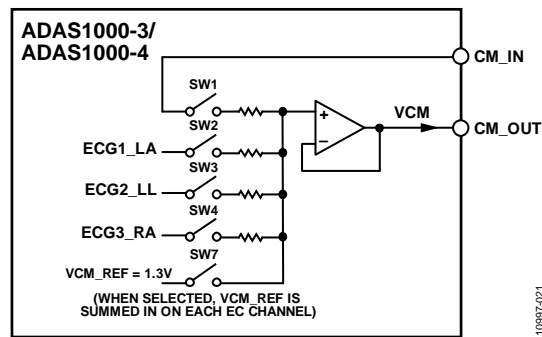 ADAS1000-3/
ADAS1000-4
CM_IN
SW1
+
–
VCM
CM_OUT
SW2
ECG1_LA
SW3
ECG2_LL
SW4
ECG3_RA
SW7
VCM_REF = 1.3V
(WHEN SELECTED, VCM_REF IS
SUMMED IN ON EACH EC CHANNEL)
10997-021